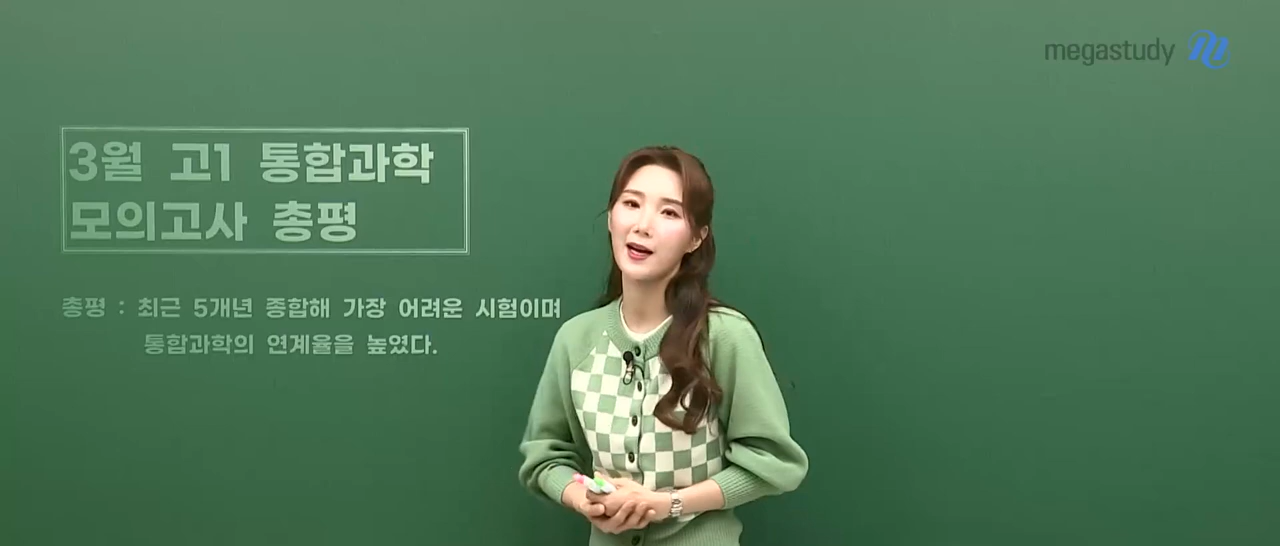 megastudy
3월 고1 통합과학
모의고사 총평
총평 : 최근 5개년 종합해 가장 어려운 시험이며
통합과학의 연계율을 높였다.